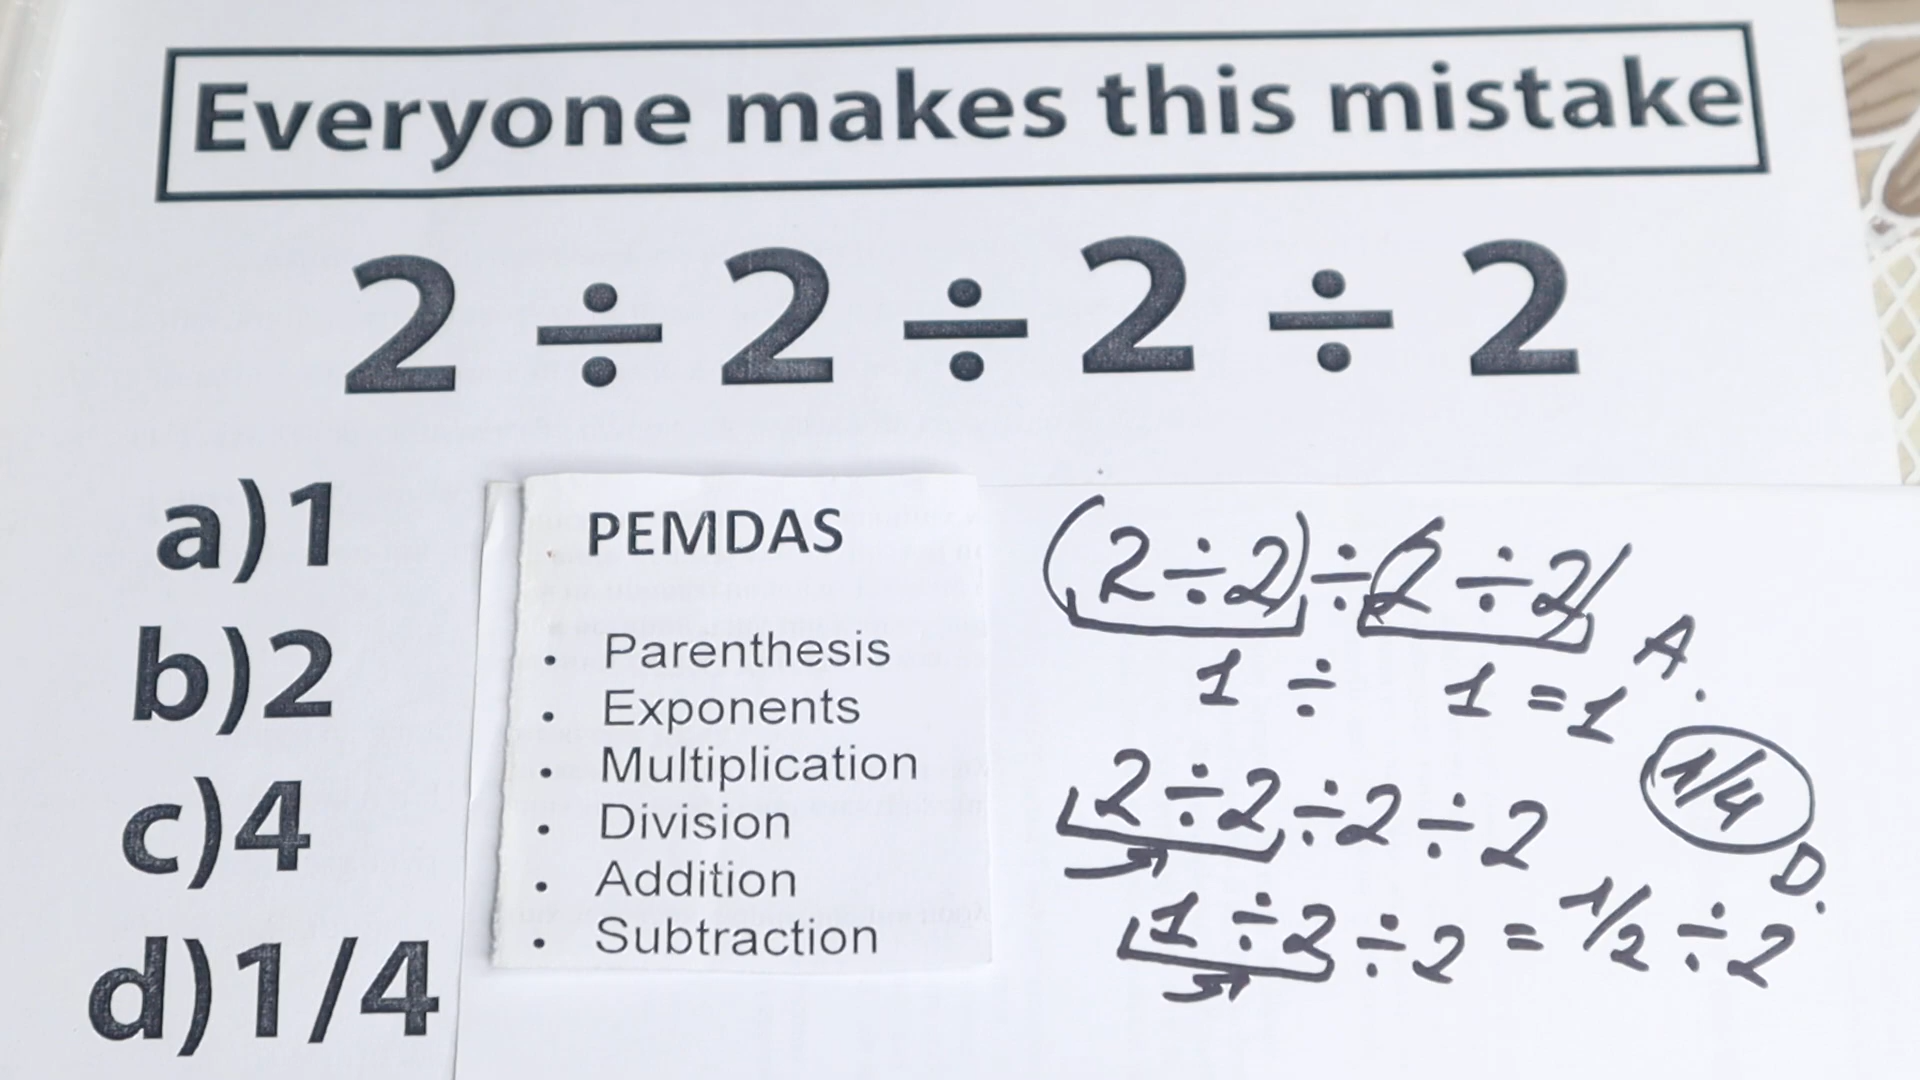 Everyone makes this mistake
2 ÷ 2 ÷ 2 ÷ 2
a)1
b)2
c)4
d)1/4
PEMDAS
• Parenthesis
• Exponents
• Multiplication
• Division
• Addition
• Subtraction
(2÷2)÷(2÷2)
1 ÷ 1 = 1 A.
2÷2÷2÷2
1/4 D.
1÷2÷2 = 1/2 ÷ 2